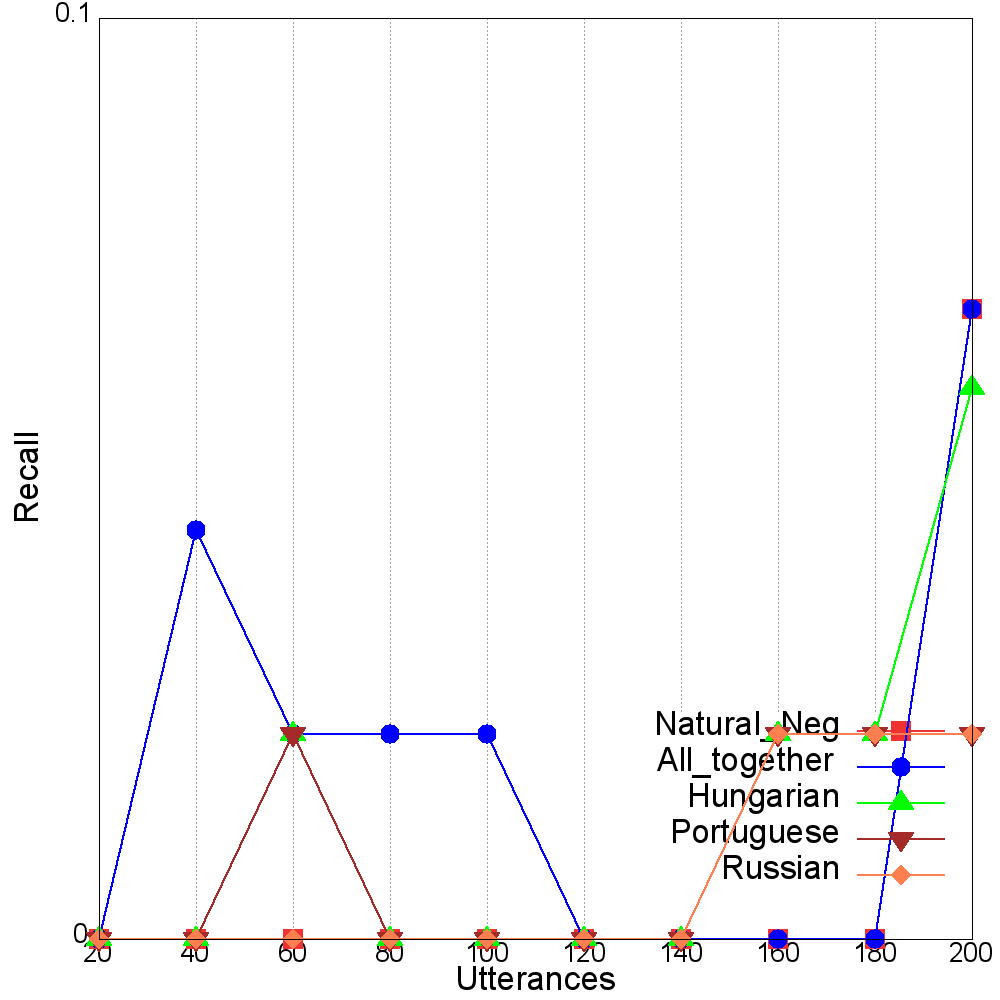 0.1
Recall
Natural_Neg
All_together
Hungarian
Portuguese
Russian
0
20 40 60 80 100 120 140 160 180 200
Utterances